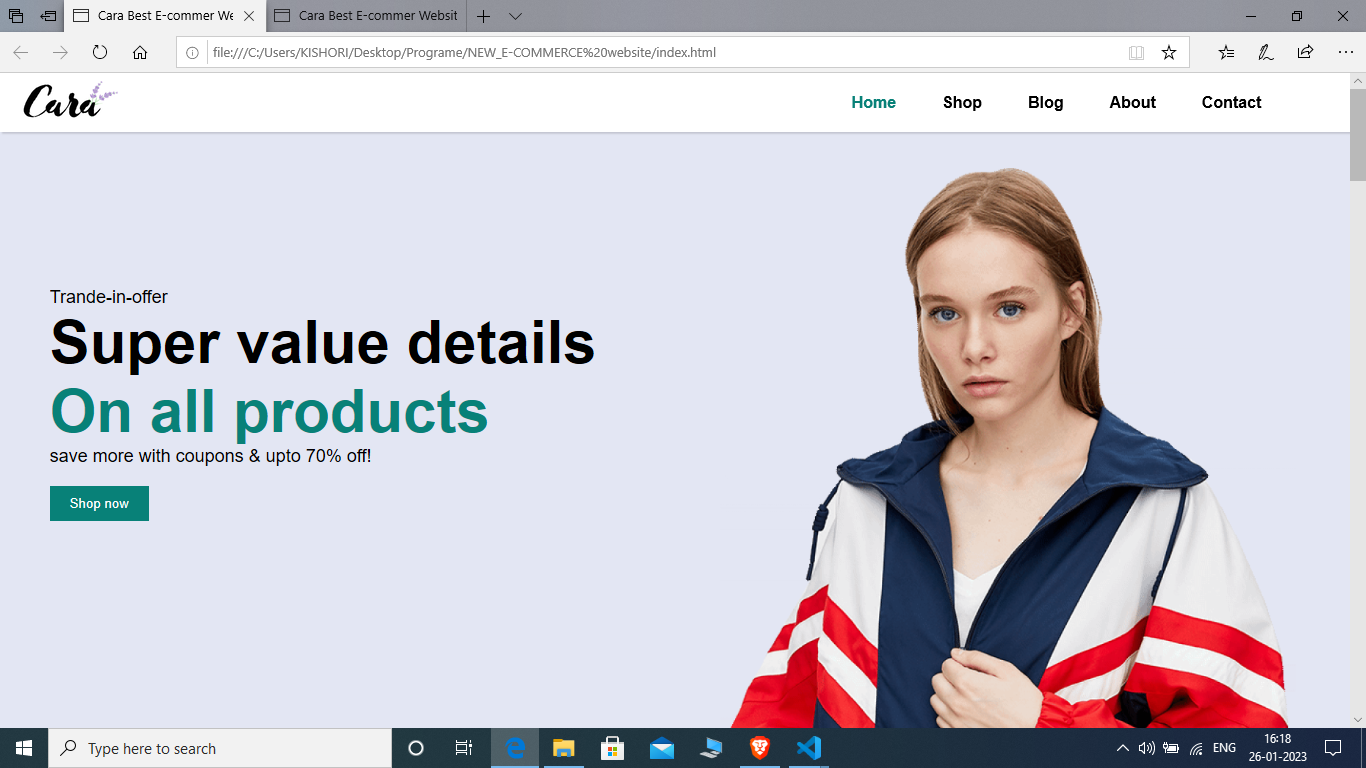 Cara Best E-commer We
Cara Best E-commer Websit
file:///C:/Users/KISHORI/Desktop/Programe/NEW_E-COMMERCE%20website/index.html
Cara
Home Shop Blog About Contact
Trande-in-offer
Super value details
On all products
save more with coupons & upto 70% off!
Shop now
Type here to search
ENG
16:18
26-01-2023